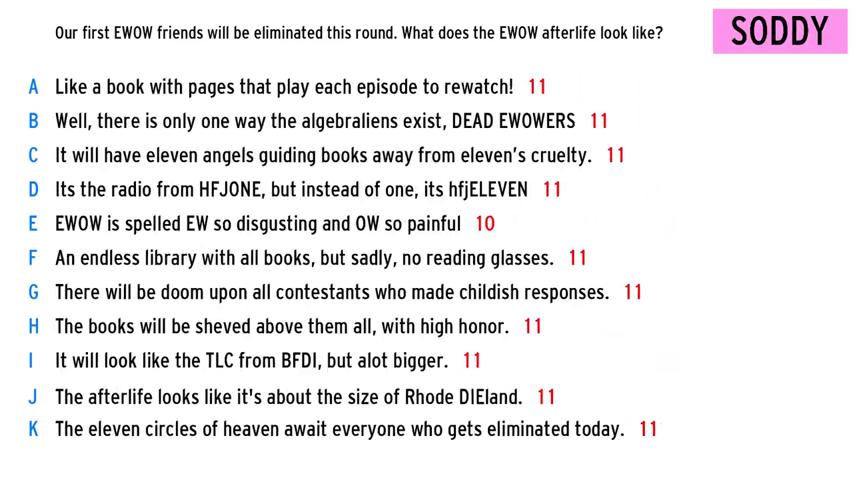 Our first EWOW friends will be eliminated this round. What does the EWOW afterlife look like?
SODDY
A Like a book with pages that play each episode to rewatch! 11
B Well, there is only one way the algebraliens exist, DEAD EWOWERS 11
C It will have eleven angels guiding books away from eleven's cruelty. 11
D Its the radio from HFJONE, but instead of one, its hfjELEVEN 11
E EWOW is spelled EW so disgusting and OW so painful 10
F An endless library with all books, but sadly, no reading glasses. 11
G There will be doom upon all contestants who made childish responses. 11
H The books will be sheved above them all, with high honor. 11
I It will look like the TLC from BFDI, but alot bigger. 11
J The afterlife looks like it's about the size of Rhode DIEland. 11
K The eleven circles of heaven await everyone who gets eliminated today. 11